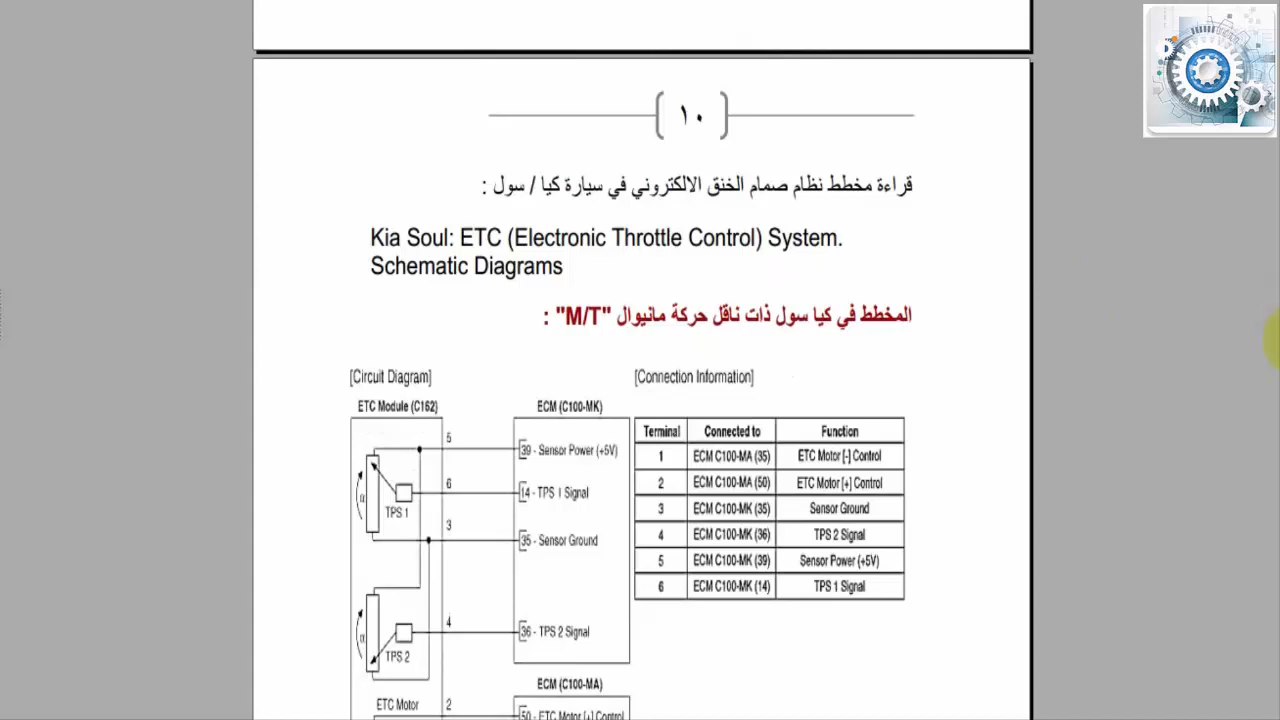 ١٠
قراءة مخطط نظام صمام الخنق الالكتروني في سيارة كيا / سول :
Kia Soul: ETC (Electronic Throttle Control) System.
Schematic Diagrams
المخطط في كيا سول ذات ناقل حركة مانيوال "M/T" :
[Circuit Diagram]
ETC Module (C162)
ECM (C100-MK)
5
39 - Sensor Power (+5V)
6
14 - TPS 1 Signal
α
TPS 1
3
35 - Sensor Ground
4
36 - TPS 2 Signal
α
TPS 2
ECM (C100-MA)
ETC Motor
2
50 - ETC Motor [+] Control
[Connection Information]
Terminal Connected to Function
1 ECM C100-MA (35) ETC Motor [-] Control
2 ECM C100-MA (50) ETC Motor [+] Control
3 ECM C100-MK (35) Sensor Ground
4 ECM C100-MK (36) TPS 2 Signal
5 ECM C100-MK (39) Sensor Power (+5V)
6 ECM C100-MK (14) TPS 1 Signal